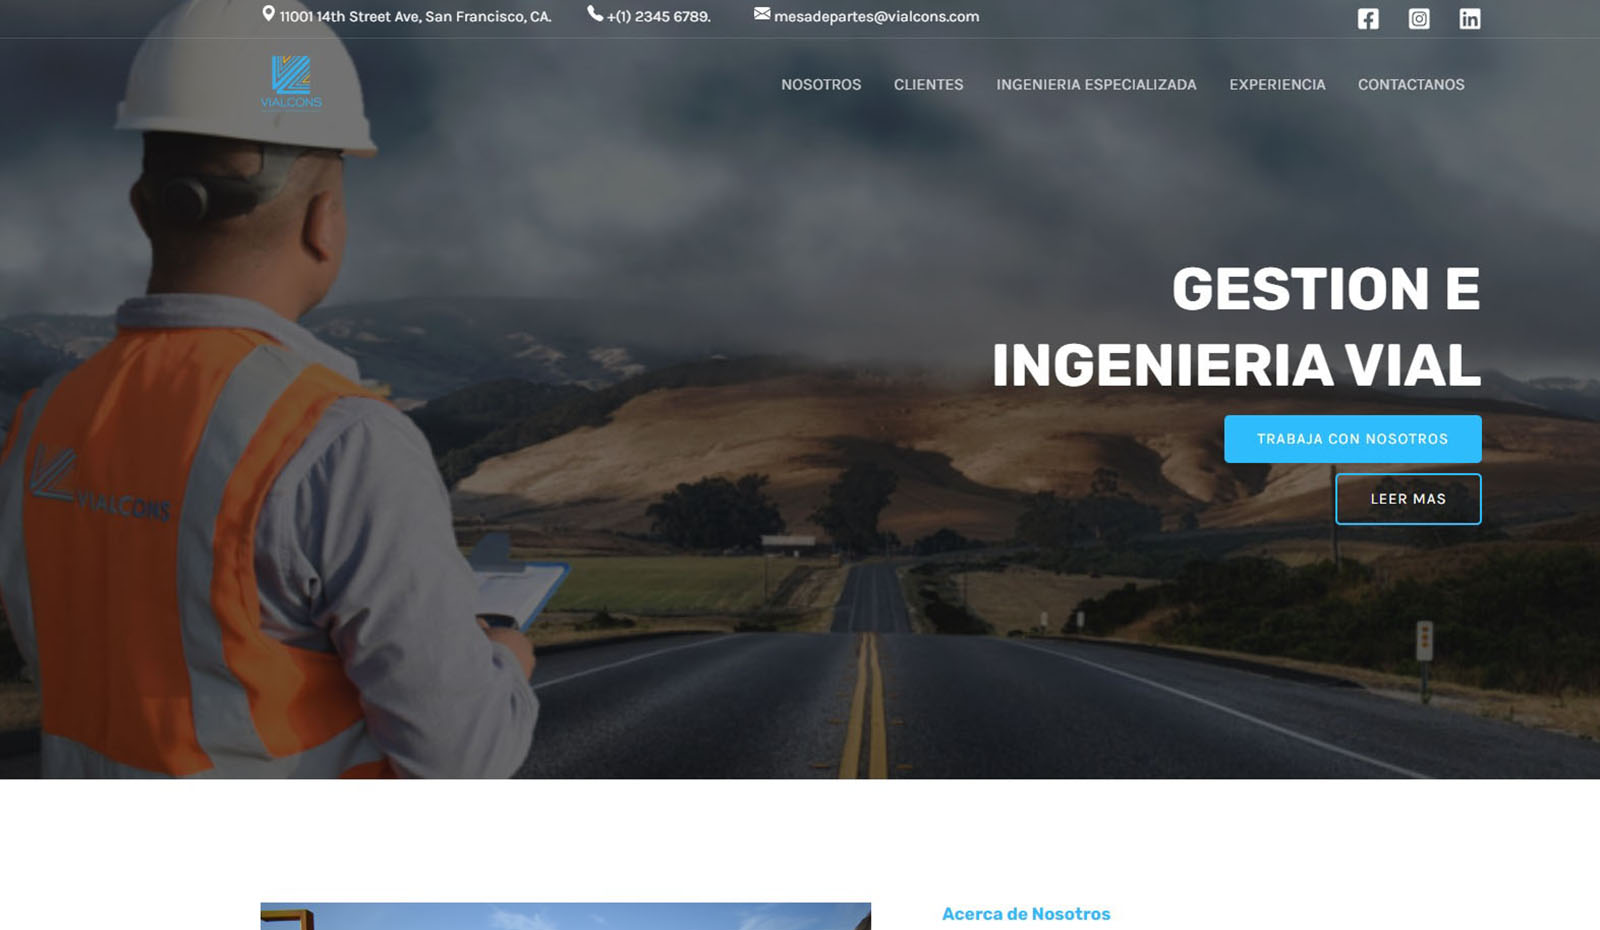 11001 14th Street Ave, San Francisco, CA.
+(1) 2345 6789.
mesadepartes@vialcons.com
VIALCONS
NOSOTROS
CLIENTES
INGENIERIA ESPECIALIZADA
EXPERIENCIA
CONTACTANOS
GESTION E
INGENIERIA VIAL
TRABAJA CON NOSOTROS
LEER MAS
VIALCONS
Acerca de Nosotros